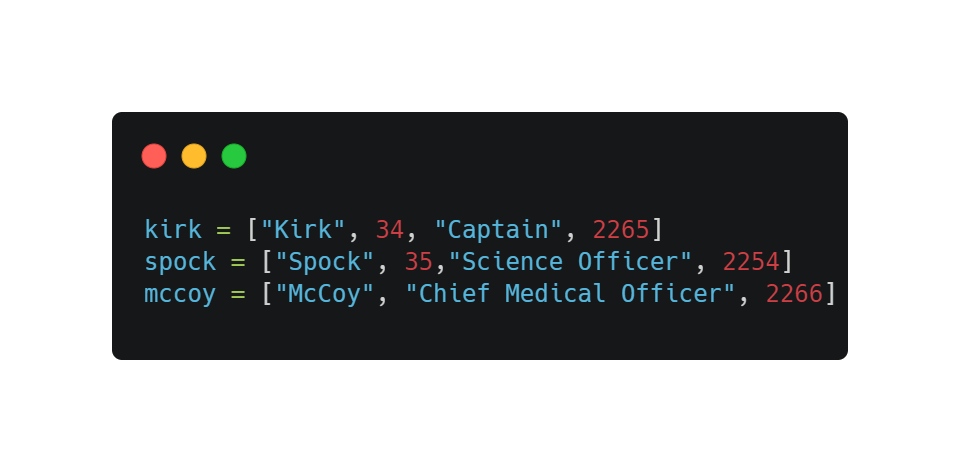 kirk = ["Kirk", 34, "Captain", 2265]
spock = ["Spock", 35,"Science Officer", 2254]
mccoy = ["McCoy", "Chief Medical Officer", 2266]